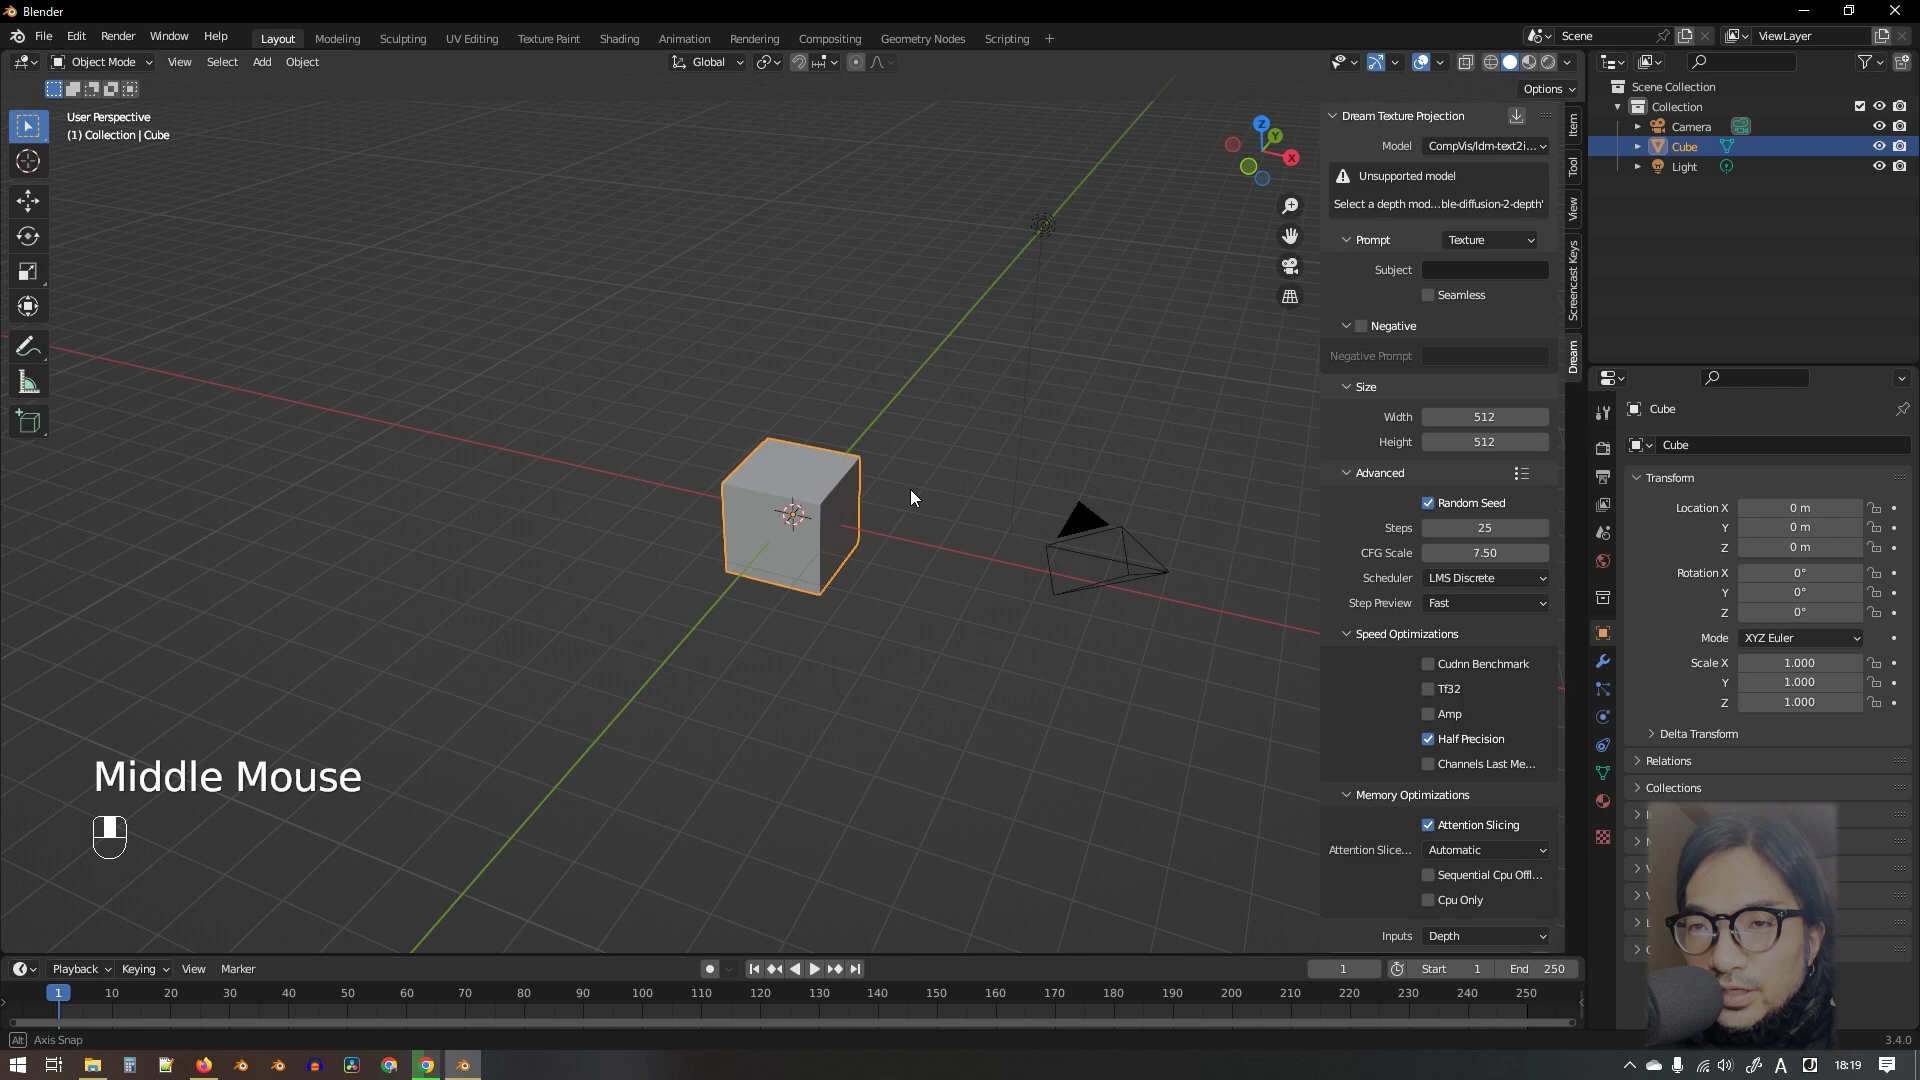 Blender
File Edit Render Window Help
Layout Modeling Sculpting UV Editing Texture Paint Shading Animation Rendering Compositing Geometry Nodes Scripting +
Scene
ViewLayer
Object Mode View Select Add Object
Global
Options
User Perspective
(1) Collection | Cube
Z
Y
X
Dream Texture Projection
Model CompVis/ldm-text2i...
Unsupported model
Select a depth mod...ble-diffusion-2-depth'
Prompt Texture
Subject
Seamless
Negative
Negative Prompt
Size
Width 512
Height 512
Advanced
Random Seed
Steps 25
CFG Scale 7.50
Scheduler LMS Discrete
Step Preview Fast
Speed Optimizations
Cudnn Benchmark
Tf32
Amp
Half Precision
Channels Last Me...
Memory Optimizations
Attention Slicing
Attention Slice... Automatic
Sequential Cpu Offl...
Cpu Only
Inputs Depth
Item
Tool
View
Screencast Keys
Dream
Scene Collection
Collection
Camera
Cube
Light
Cube
Cube
Transform
Location X 0 m
Y 0 m
Z 0 m
Rotation X 0°
Y 0°
Z 0°
Mode XYZ Euler
Scale X 1.000
Y 1.000
Z 1.000
Delta Transform
Relations
Collections
Middle Mouse
Playback Keying View Marker
1 Start 1 End 250
1 10 20 30 40 50 60 70 80 90 100 110 120 130 140 150 160 170 180 190 200 210 220 230 240 250
Alt Axis Snap
3.4.0
A
18:19